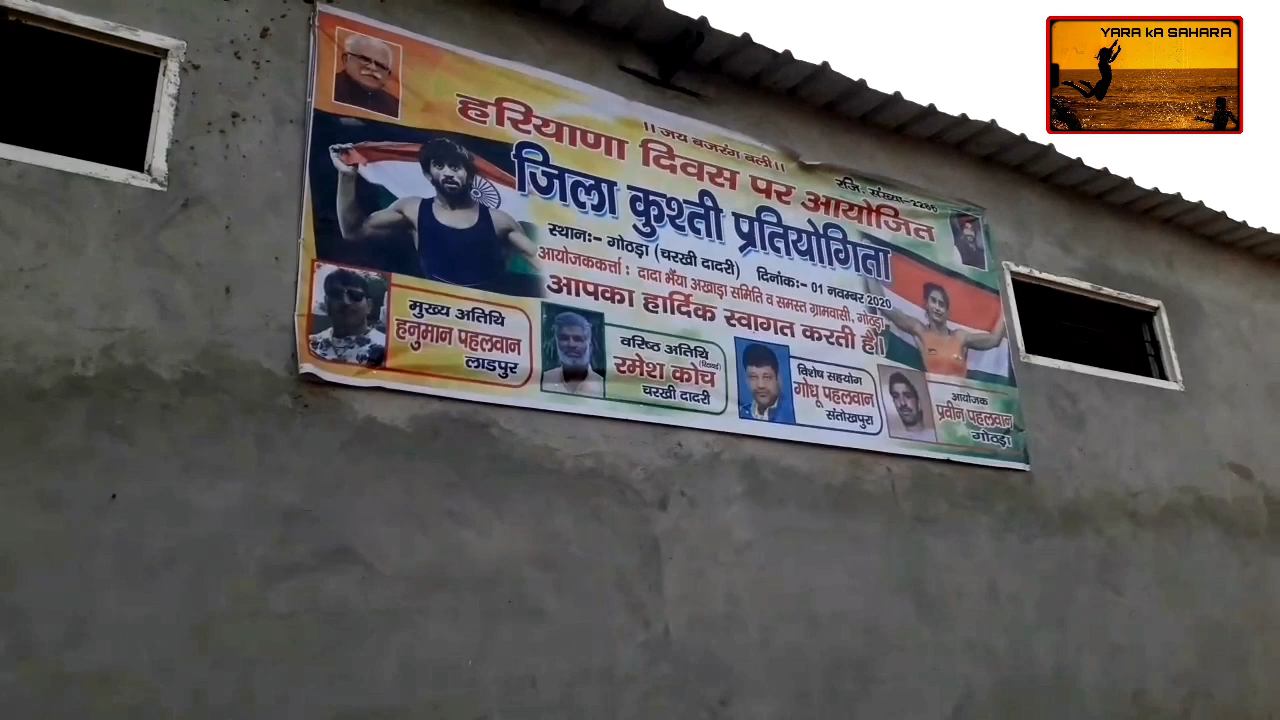 YARA kA SAHARA
।। जय बजरंग बली।।
रजि. संख्या-2296
हरियाणा दिवस पर आयोजित
जिला कुश्ती प्रतियोगिता
स्थानः- गोठड़ा (चरखी दादरी) दिनांकः- 01 नवम्बर 2020
आयोजककर्त्ता : दादा भैंया अखाड़ा समिति व समस्त ग्रामवासी, गोठड़ा
आपका हार्दिक स्वागत करती है।
मुख्य अतिथि
हनुमान पहलवान
लाडपुर
वरिष्ठ अतिथि
रमेश कोच
चरखी दादरी
विशेष सहयोग
गोधू पहलवान
संतोखपुरा
आयोजक
प्रवीन पहलवान
गोठड़ा